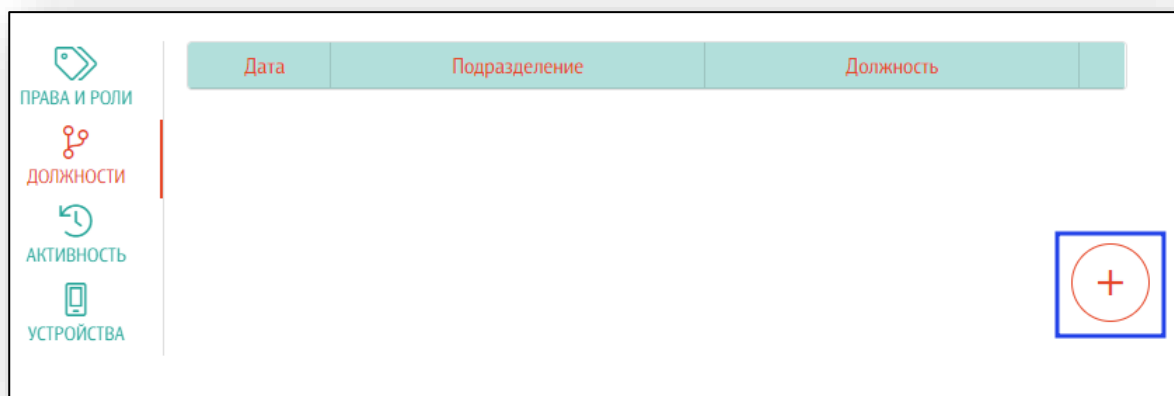 ПРАВА И РОЛИ
ДОЛЖНОСТИ
АКТИВНОСТЬ
УСТРОЙСТВА
Дата Подразделение Должность
+